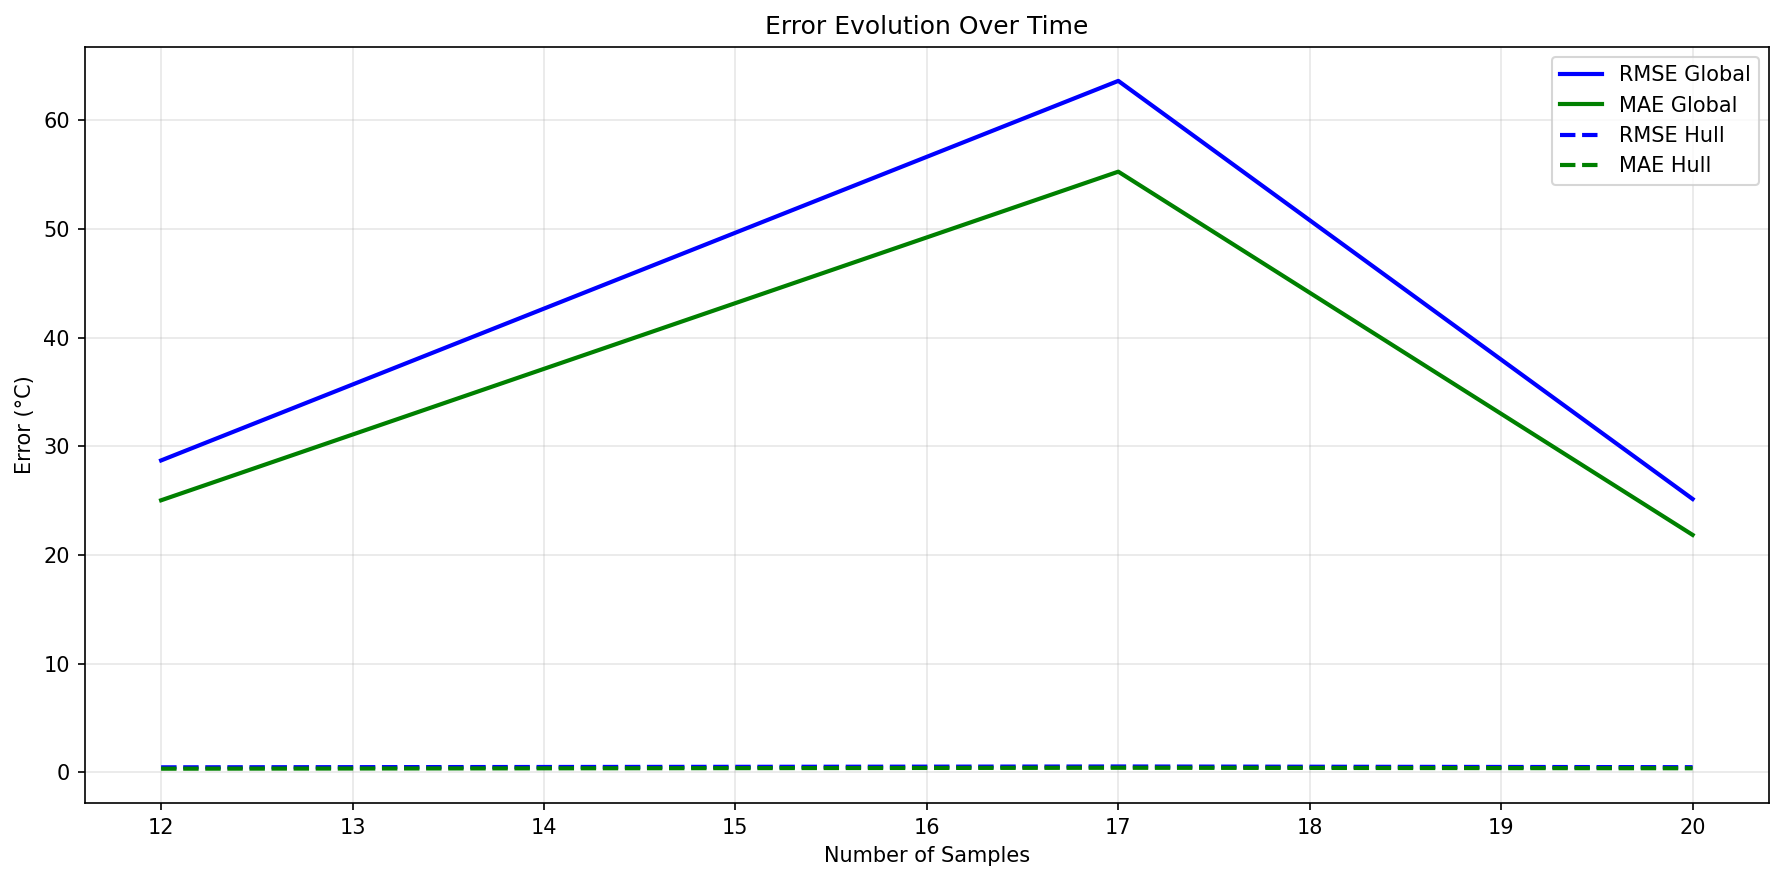 Error Evolution Over Time
RMSE Global
MAE Global
RMSE Hull
MAE Hull
Error (°C)
60
50
40
30
20
10
0
12 13 14 15 16 17 18 19 20
Number of Samples